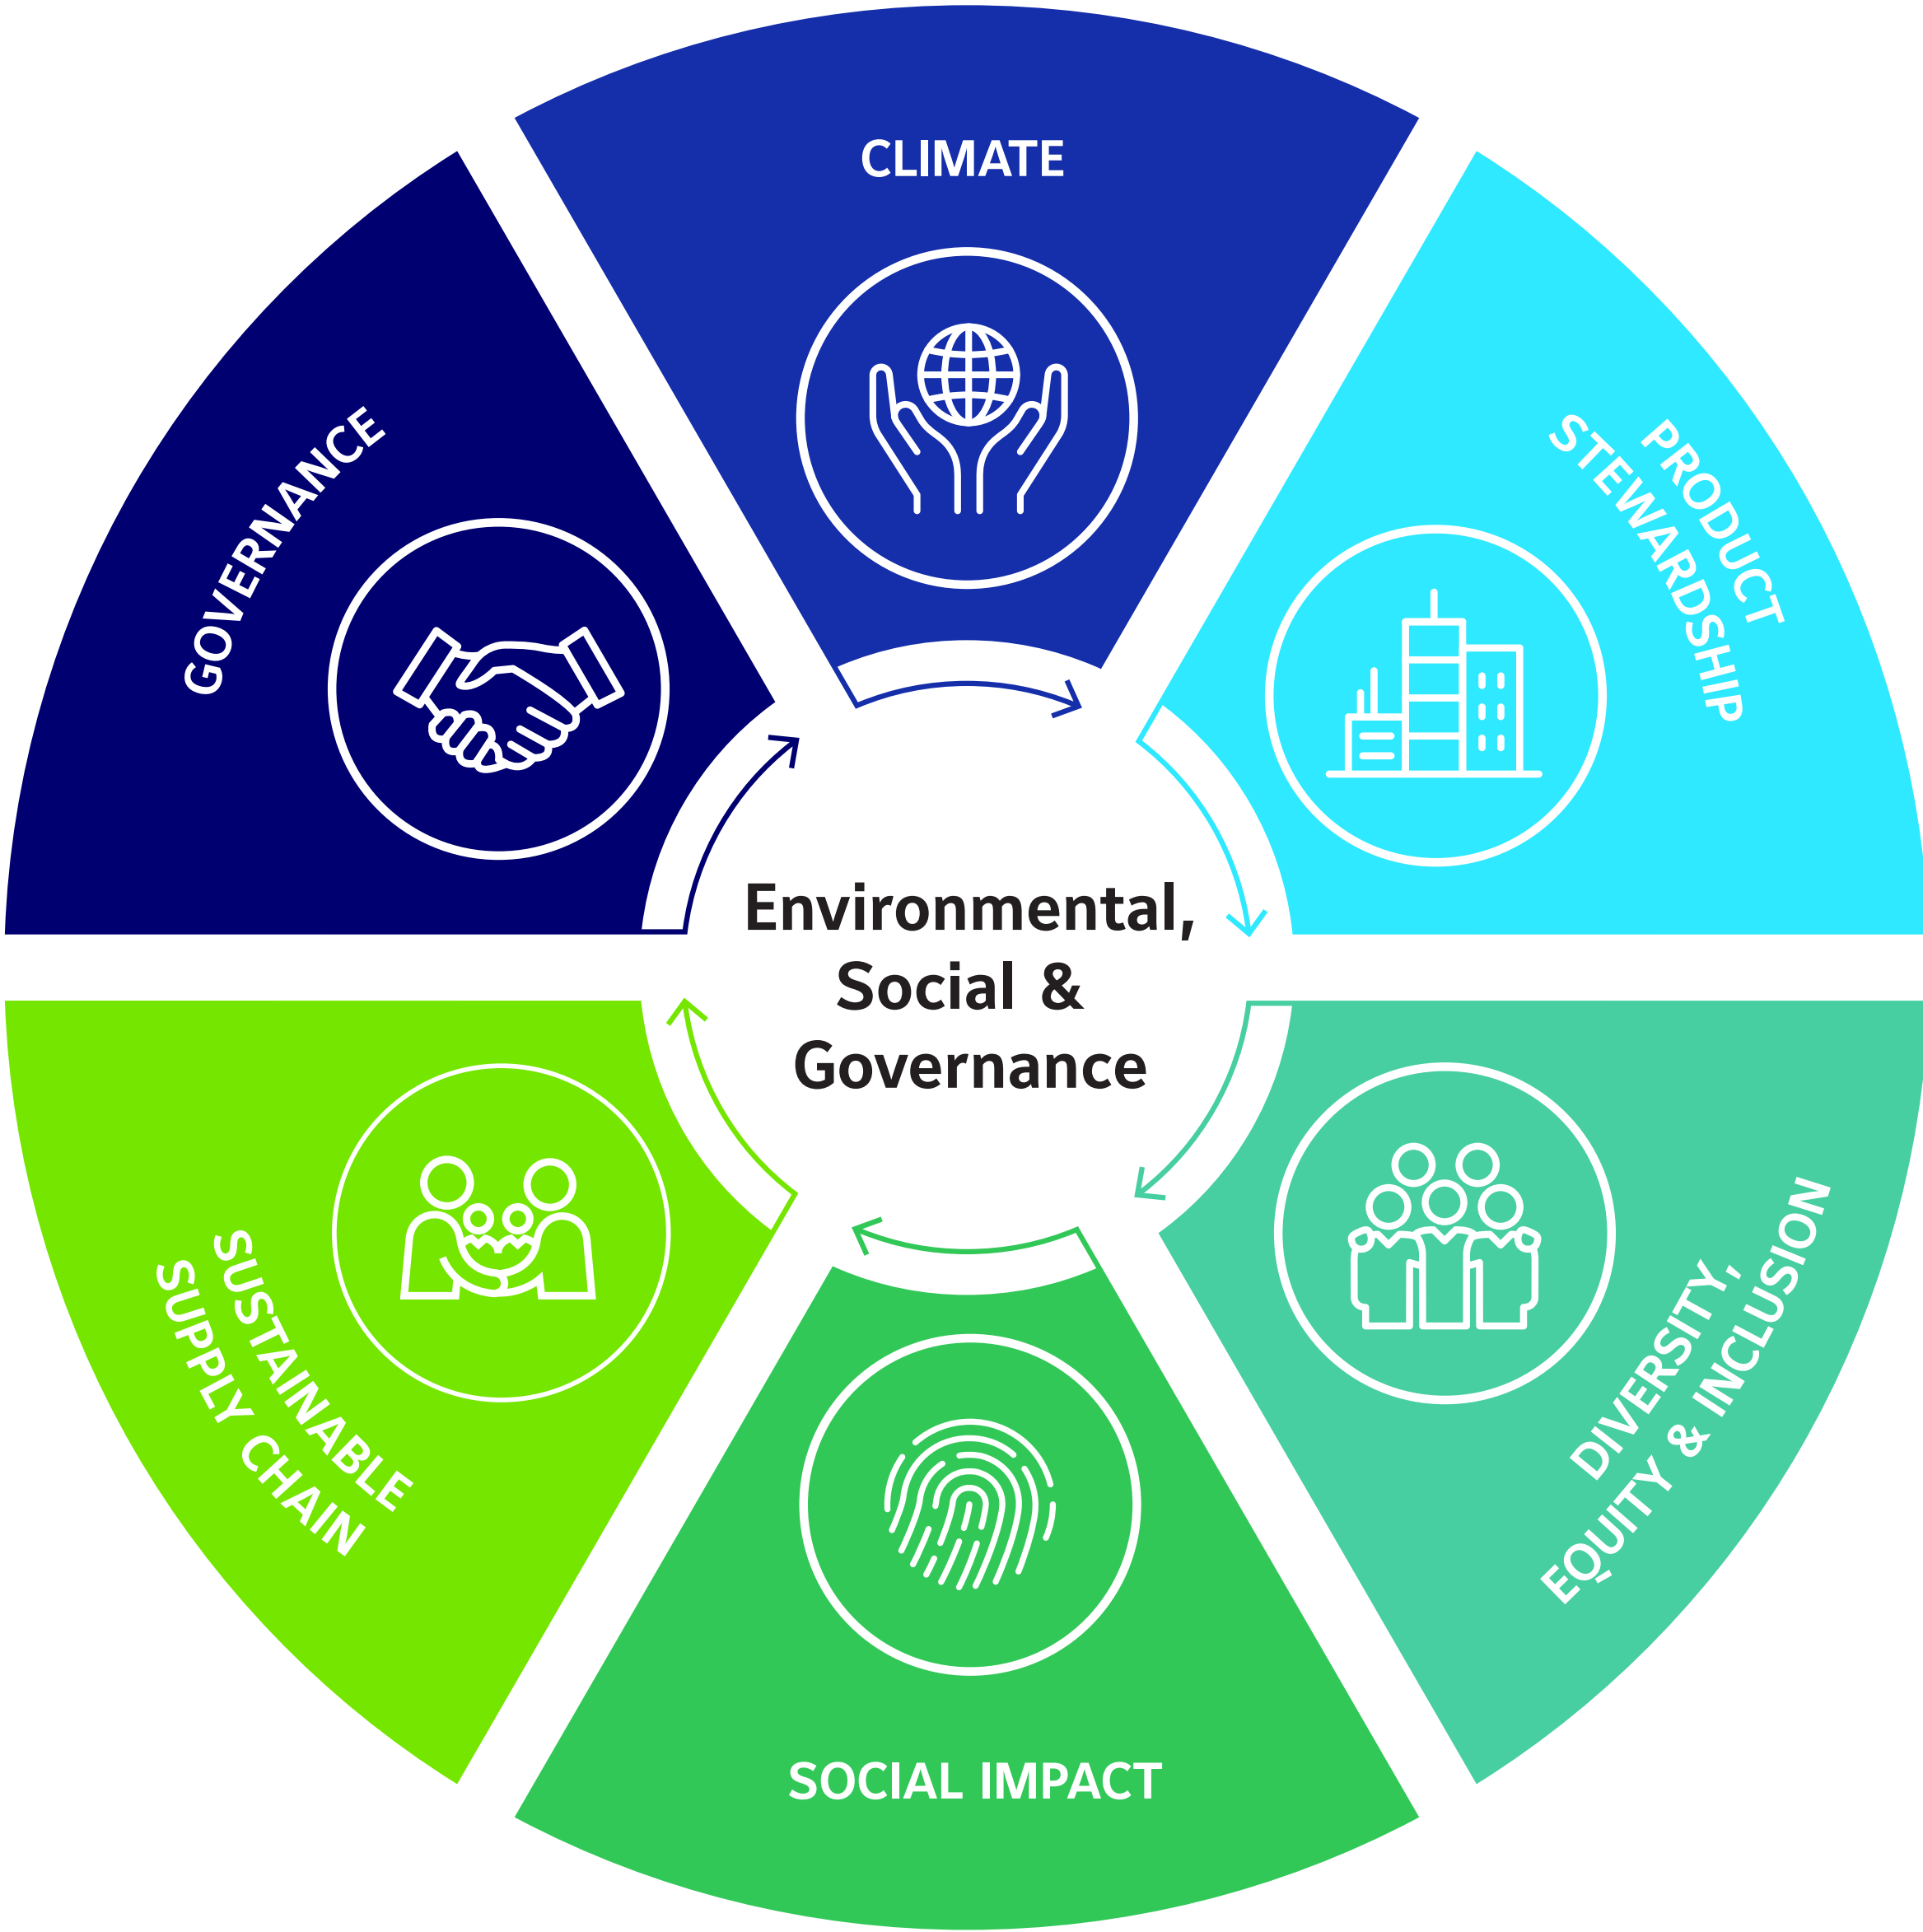 CLIMATE
PRODUCT
STEWARDSHIP
DIVERSITY,
EQUITY & INCLUSION
SOCIAL IMPACT
SUSTAINABLE
SUPPLY CHAIN
GOVERNANCE
Environmental,
Social &
Governance